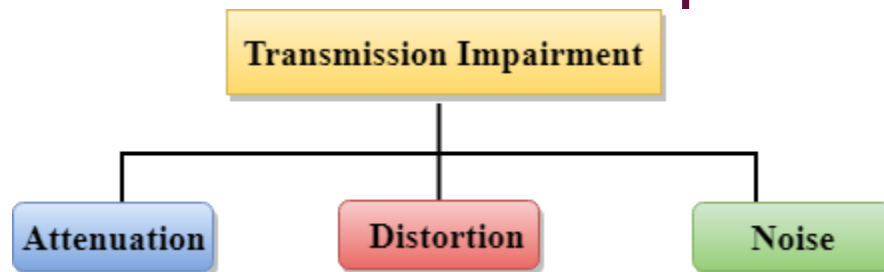 Transmission Impairment
Attenuation
Distortion
Noise